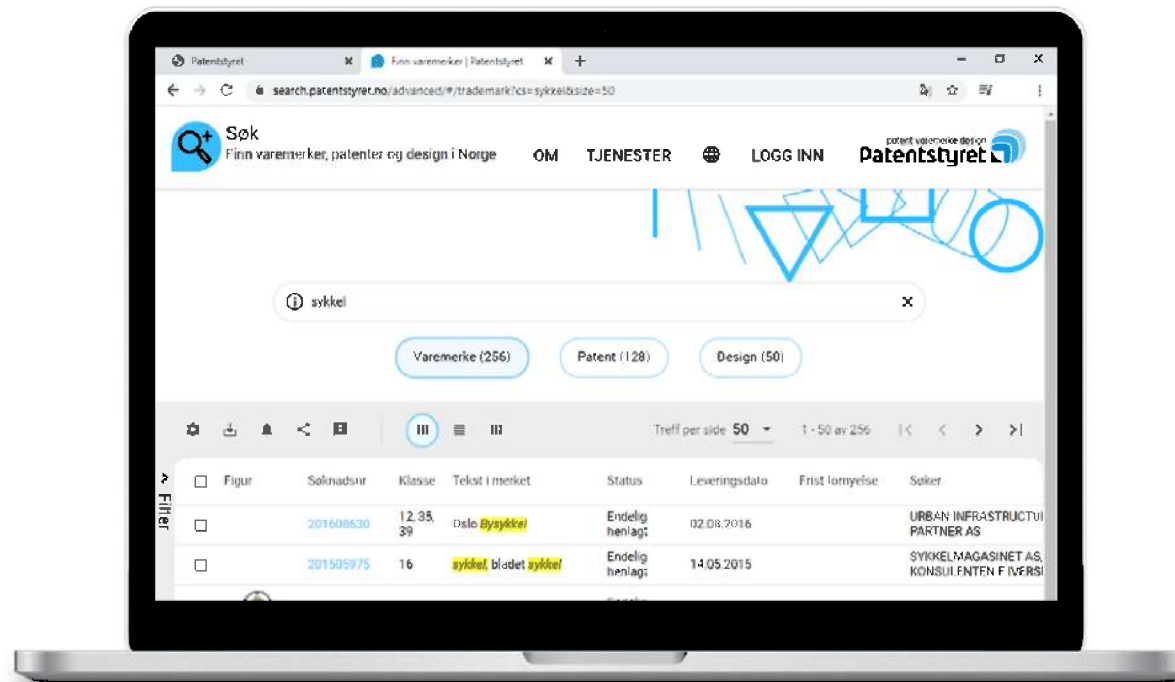 Patentstyret
Finn varemerker | Patentstyret
search.patentstyret.no/advanced/#/trademark?cs=sykkel&size=50
Søk
Finn varemerker, patenter og design i Norge
OM TJENESTER LOGG INN
patent varemerke design
Patentstyret
sykkel
Varemerke (256) Patent (128) Design (50)
Treff per side 50 1 - 50 av 256
Filter
Figur Søknadsnr Klasse Tekst i merket Status Leveringsdato Frist fornyelse Søker
201608630 12, 35, 39 Oslo Bysykkel Endelig henlagt 02.08.2016 URBAN INFRASTRUCTU PARTNER AS
201505975 16 sykkel, bladet sykkel Endelig henlagt 14.05.2015 SYKKELMAGASINET AS, KONSULENTEN E IVERS